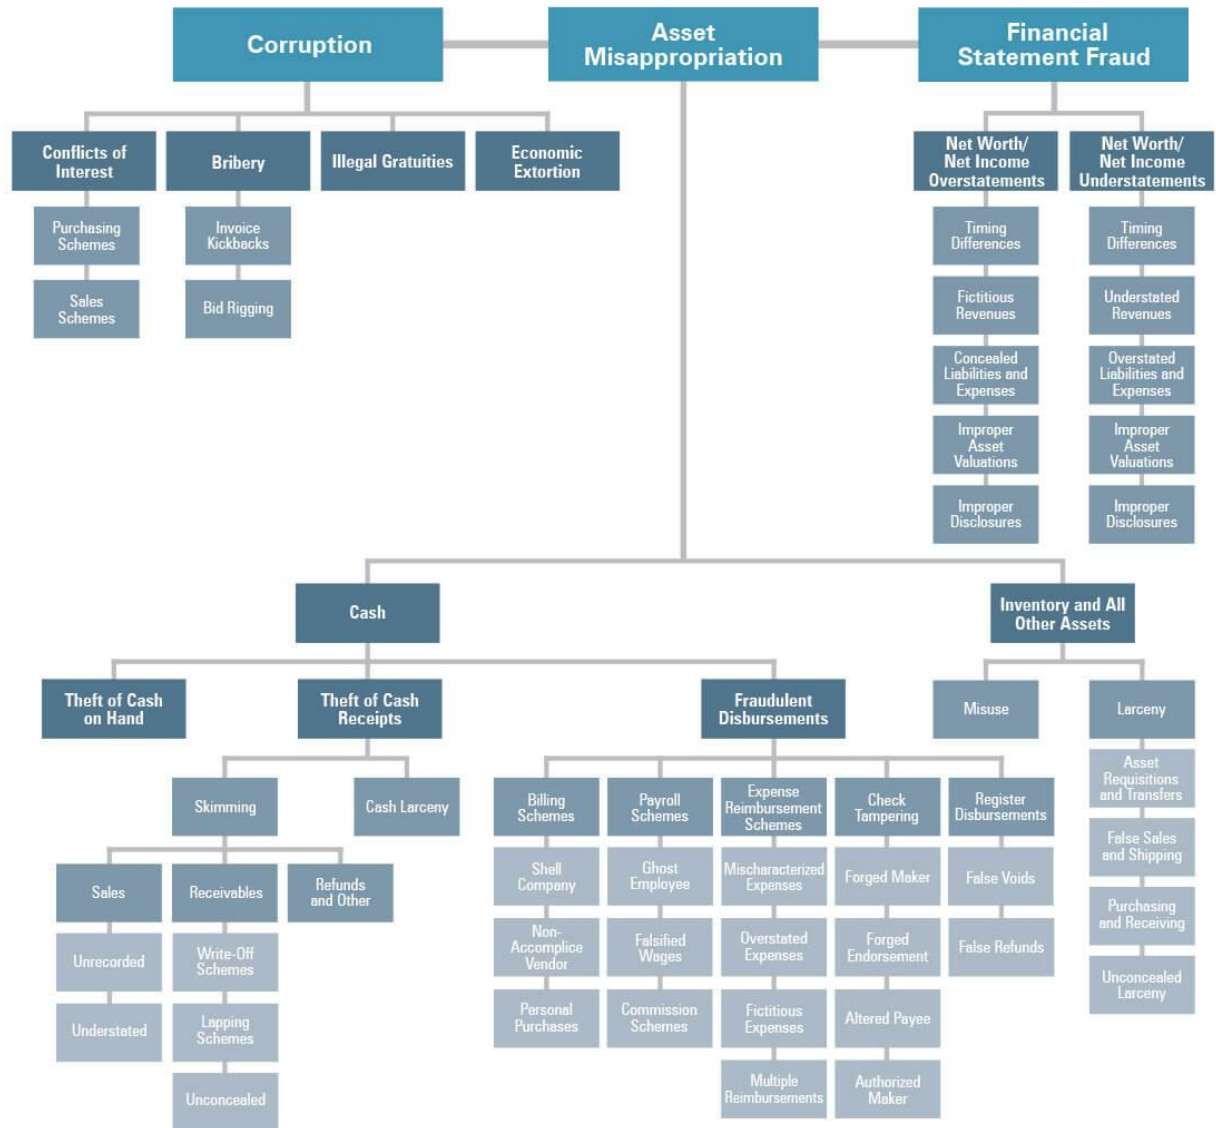 Corruption
Asset
Misappropriation
Financial
Statement Fraud
Conflicts of
Interest
Bribery
Illegal Gratuities
Economic
Extortion
Net Worth/
Net Income
Overstatements
Net Worth/
Net Income
Understatements
Purchasing
Schemes
Sales
Schemes
Invoice
Kickbacks
Bid Rigging
Timing
Differences
Fictitious
Revenues
Concealed
Liabilities and
Expenses
Improper
Asset
Valuations
Improper
Disclosures
Timing
Differences
Understated
Revenues
Overstated
Liabilities and
Expenses
Improper
Asset
Valuations
Improper
Disclosures
Cash
Inventory and All
Other Assets
Theft of Cash
on Hand
Theft of Cash
Receipts
Fraudulent
Disbursements
Misuse
Larceny
Skimming
Cash Larceny
Sales
Receivables
Refunds
and Other
Unrecorded
Understated
Write-Off
Schemes
Lapping
Schemes
Unconcealed
Billing
Schemes
Shell
Company
Non-
Accomplice
Vendor
Personal
Purchases
Payroll
Schemes
Ghost
Employee
Falsified
Wages
Commission
Schemes
Expense
Reimbursement
Schemes
Mischaracterized
Expenses
Overstated
Expenses
Fictitious
Expenses
Multiple
Reimbursements
Check
Tampering
Forged Maker
Forged
Endorsement
Altered Payee
Authorized
Maker
Register
Disbursements
False Voids
False Refunds
Asset
Requisitions
and Transfers
False Sales
and Shipping
Purchasing
and Receiving
Unconcealed
Larceny